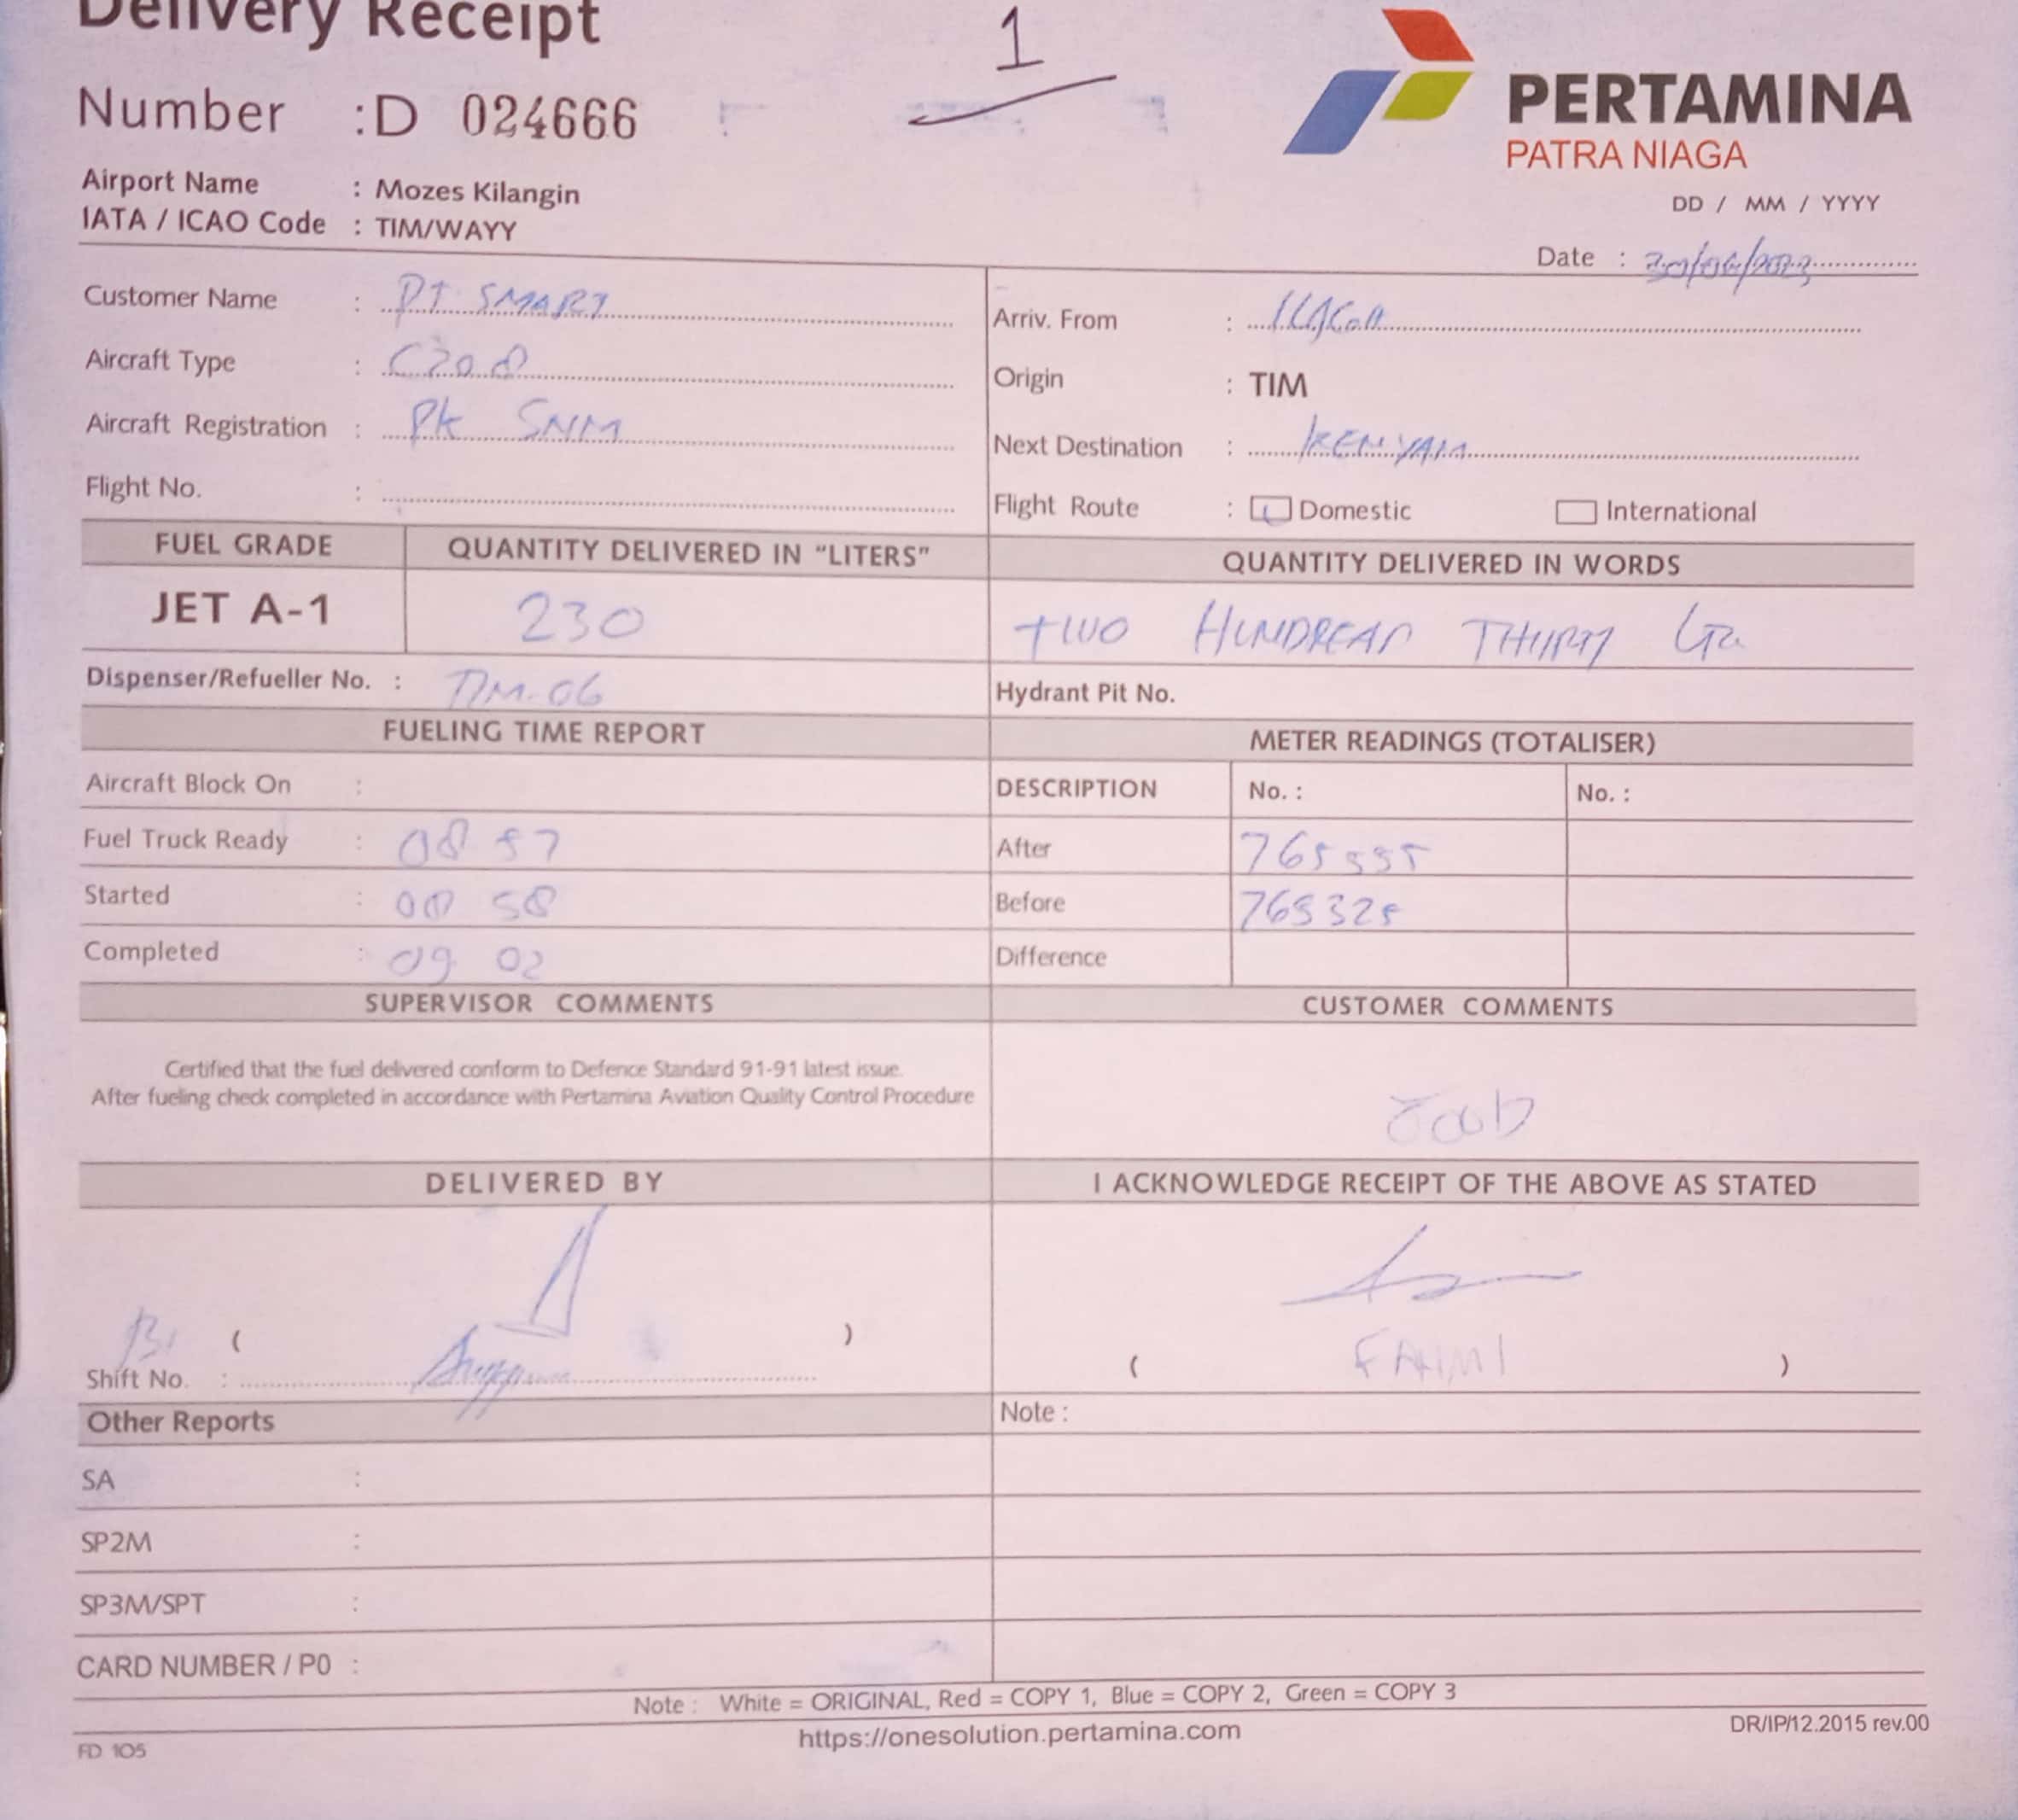 Delivery Receipt
1
Number : D 024666
PERTAMINA
PATRA NIAGA
Airport Name : Mozes Kilangin
IATA / ICAO Code : TIM/WAYY
DD / MM / YYYY
Date :
Customer Name : PT. SMART
Arriv. From :
Aircraft Type : C208
Origin : TIM
Aircraft Registration : PK SNM
Next Destination : KENYAM
Flight No. :
Flight Route : Domestic International
FUEL GRADE QUANTITY DELIVERED IN "LITERS" QUANTITY DELIVERED IN WORDS
JET A-1 230 TWO
Dispenser/Refueller No. : TIM-06
Hydrant Pit No.
FUELING TIME REPORT METER READINGS (TOTALISER)
Aircraft Block On : DESCRIPTION No. : No. :
Fuel Truck Ready : 08 57 After 765555
Started : 08 58 Before 765325
Completed : 09 02 Difference
SUPERVISOR COMMENTS CUSTOMER COMMENTS
Certified that the fuel delivered conform to Defence Standard 91-91 latest issue.
After fueling check completed in accordance with Pertamina Aviation Quality Control Procedure
DELIVERED BY I ACKNOWLEDGE RECEIPT OF THE ABOVE AS STATED
( ) ( FAHMI )
Shift No. :
Other Reports Note :
SA :
SP2M :
SP3M/SPT :
CARD NUMBER / P0 :
Note : White = ORIGINAL, Red = COPY 1, Blue = COPY 2, Green = COPY 3
https://onesolution.pertamina.com
FD 105
DR/IP/12.2015 rev.00